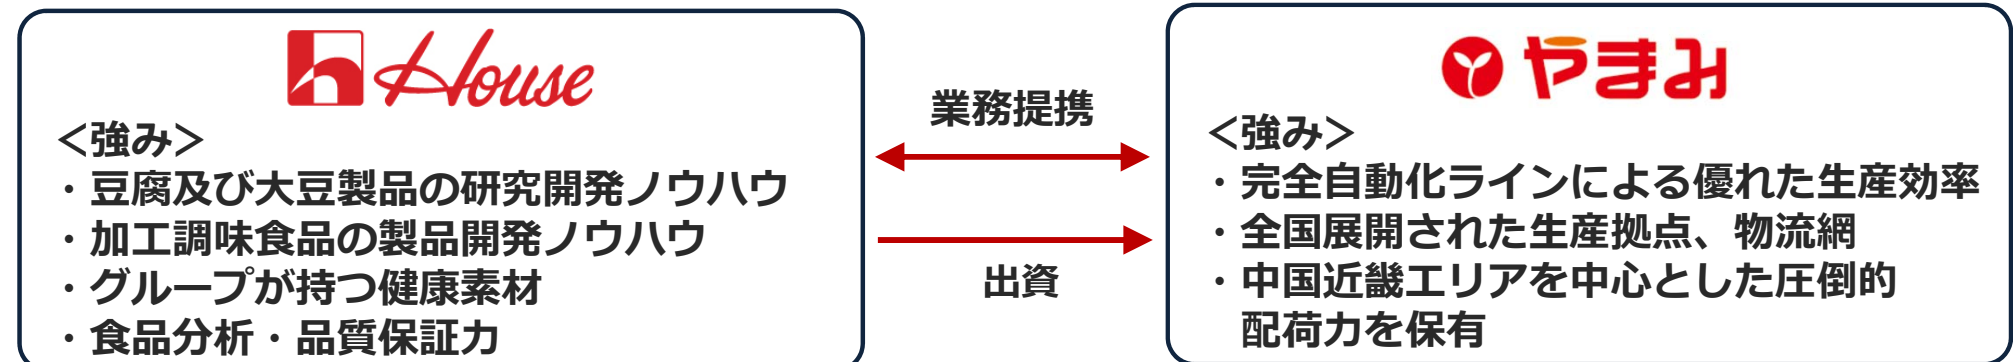 House
＜強み＞
・豆腐及び大豆製品の研究開発ノウハウ
・加工調味食品の製品開発ノウハウ
・グループが持つ健康素材
・食品分析・品質保証力
業務提携
出資
やまみ
＜強み＞
・完全自動化ラインによる優れた生産効率
・全国展開された生産拠点、物流網
・中国近畿エリアを中心とした圧倒的
配荷力を保有